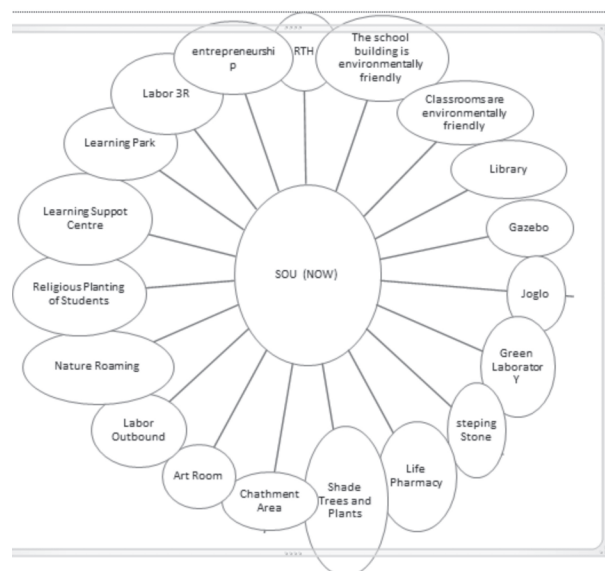 RTH
The school
building is
environmentally
friendly
Classrooms are
environmentally
friendly
Library
Gazebo
Joglo
Green
Laborator
Y
steping
Stone
Life
Pharmacy
Shade
Trees and
Plants
Chathment
Area
Art Room
Labor
Outbound
Nature Roaming
Religious Planting
of Students
Learning Suppot
Centre
Learning Park
Labor 3R
entrepreneurshi
p
SOU (NOW)